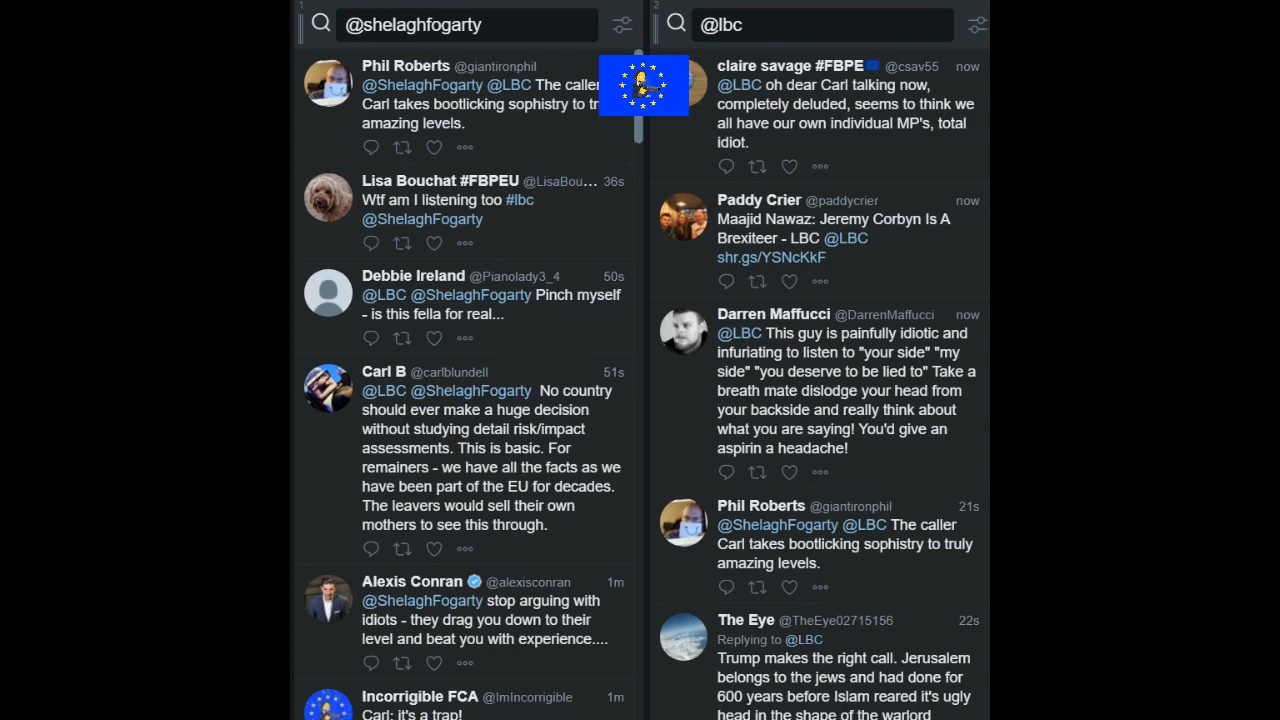 1
@shelaghfogarty
Phil Roberts @giantironphil
@ShelaghFogarty @LBC The caller
Carl takes bootlicking sophistry to
amazing levels.
Lisa Bouchat #FBPEU @LisaBou... 36s
Wtf am I listening too #lbc
@ShelaghFogarty
Debbie Ireland @Pianolady3_4 50s
@LBC @ShelaghFogarty Pinch myself
- is this fella for real...
Carl B @carlblundell 51s
@LBC @ShelaghFogarty No country
should ever make a huge decision
without studying detail risk/impact
assessments. This is basic. For
remainers - we have all the facts as we
have been part of the EU for decades.
The leavers would sell their own
mothers to see this through.
Alexis Conran @alexisconran 1m
@ShelaghFogarty stop arguing with
idiots - they drag you down to their
level and beat you with experience....
Incorrigible FCA @ImIncorrigible 1m
Carl: it's a trap!
2
@lbc
claire savage #FBPE @csav55 now
@LBC oh dear Carl talking now,
completely deluded, seems to think we
all have our own individual MP's, total
idiot.
Paddy Crier @paddycrier now
Maajid Nawaz: Jeremy Corbyn Is A
Brexiteer - LBC @LBC
shr.gs/YSNcKkF
Darren Maffucci @DarrenMaffucci now
@LBC This guy is painfully idiotic and
infuriating to listen to "your side" "my
side" "you deserve to be lied to" Take a
breath mate dislodge your head from
your backside and really think about
what you are saying! You'd give an
aspirin a headache!
Phil Roberts @giantironphil 21s
@ShelaghFogarty @LBC The caller
Carl takes bootlicking sophistry to truly
amazing levels.
The Eye @TheEye02715156 22s
Replying to @LBC
Trump makes the right call. Jerusalem
belongs to the jews and had done for
600 years before Islam reared it's ugly
head in the shape of the warlord